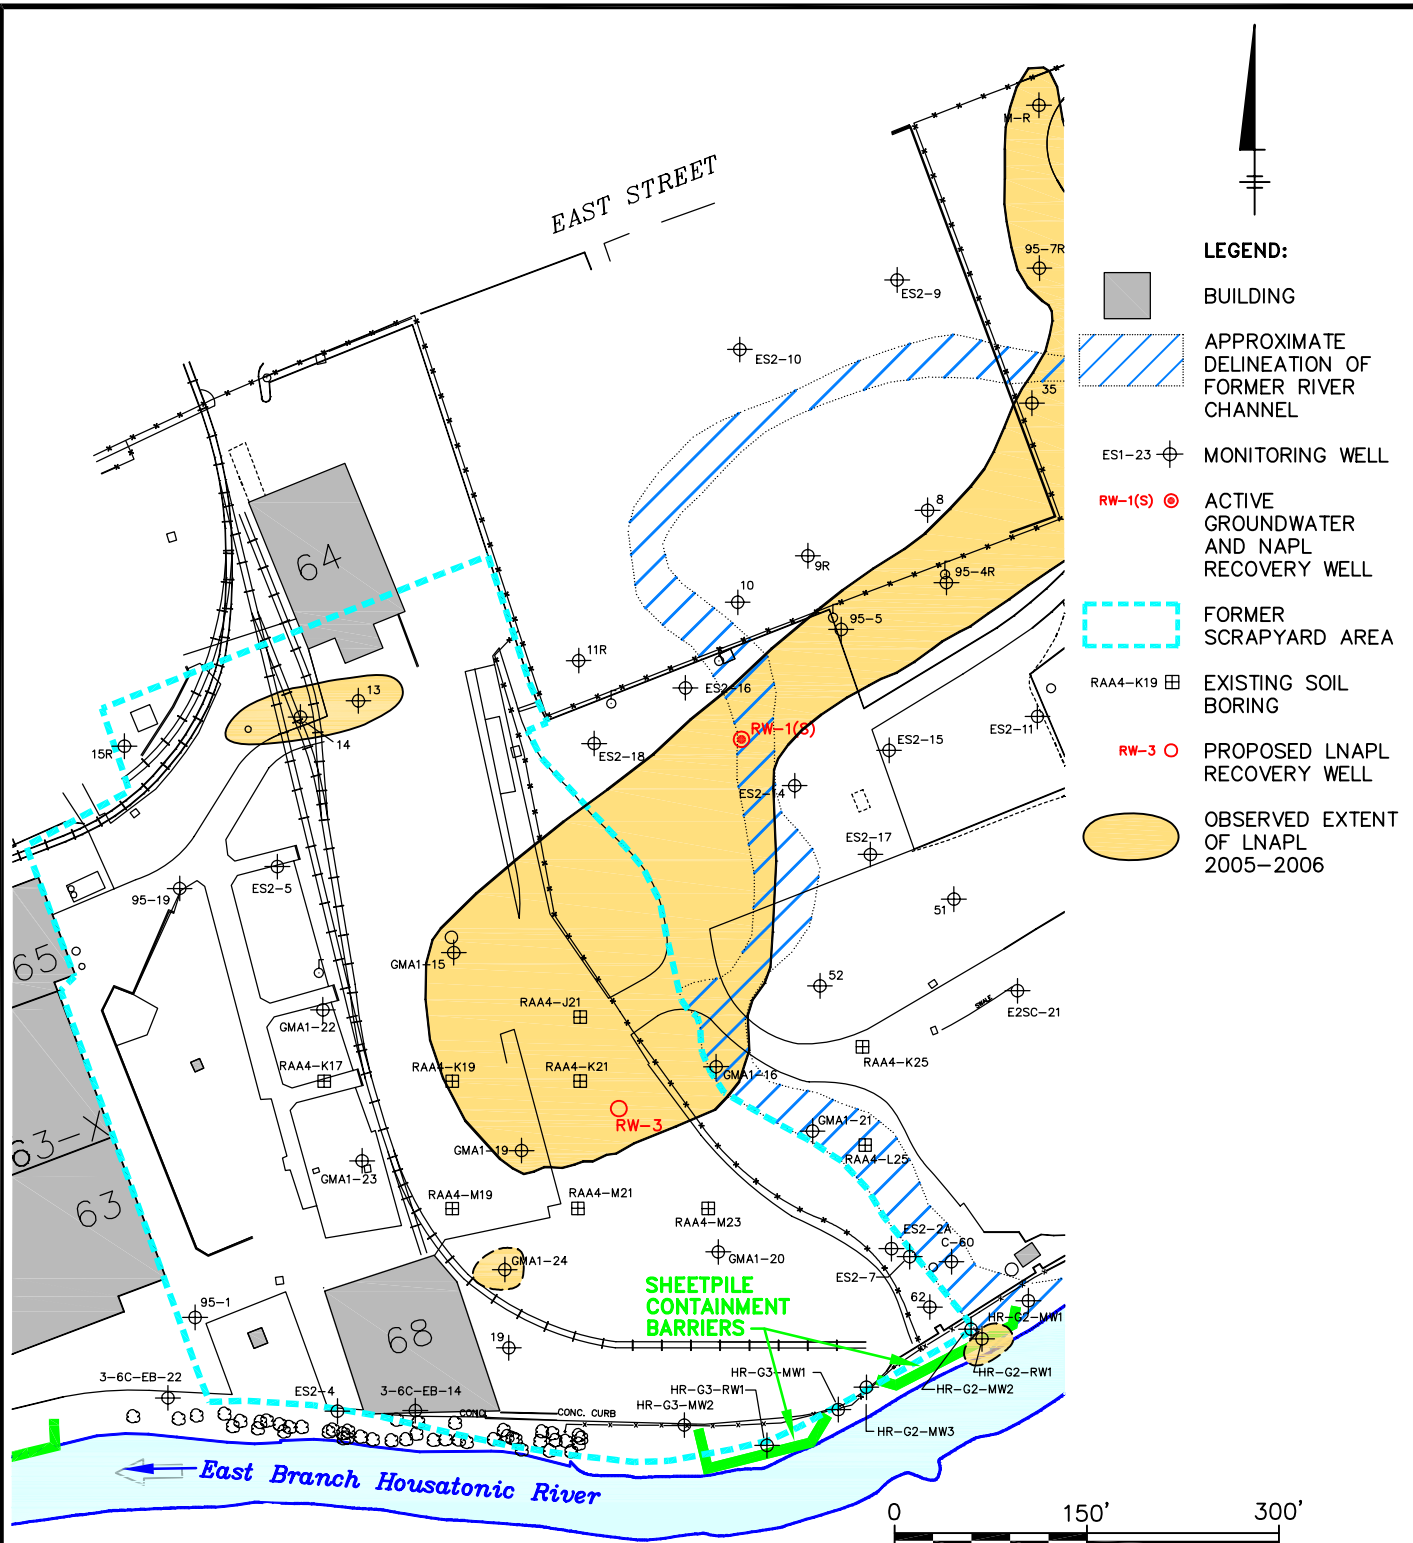 M-R
EAST STREET
95-7R
ES2-9
ES2-10
35
64
8
9R
95-4R
10
95-5
11R
ES2-16
13
14
15R
RW-1(S)
ES2-18
ES2-15
ES2-11
ES2-14
ES2-17
ES2-5
95-19
51
65
GMA1-15
52
RAA4-J21
SWALE
E2SC-21
GMA1-22
RAA4-K17
RAA4-K19
RAA4-K21
GMA1-16
RAA4-K25
RW-3
63-X
GMA1-19
GMA1-21
RAA4-L25
GMA1-23
63
RAA4-M19
RAA4-M21
RAA4-M23
ES2-2A
C-60
GMA1-24
GMA1-20
ES2-7
SHEETPILE
CONTAINMENT
BARRIERS
95-1
62
HR-G2-MW1
68
19
HR-G3-MW1
HR-G2-RW1
3-6C-EB-22
ES2-4
3-6C-EB-14
HR-G3-RW1
HR-G2-MW2
HR-G3-MW2
CONC.
CONC. CURB
HR-G2-MW3
East Branch Housatonic River
0 150' 300'
LEGEND:
BUILDING
APPROXIMATE
DELINEATION OF
FORMER RIVER
CHANNEL
ES1-23 MONITORING WELL
RW-1(S) ACTIVE
GROUNDWATER
AND NAPL
RECOVERY WELL
FORMER
SCRAPYARD AREA
RAA4-K19 EXISTING SOIL
BORING
RW-3 PROPOSED LNAPL
RECOVERY WELL
OBSERVED EXTENT
OF LNAPL
2005-2006